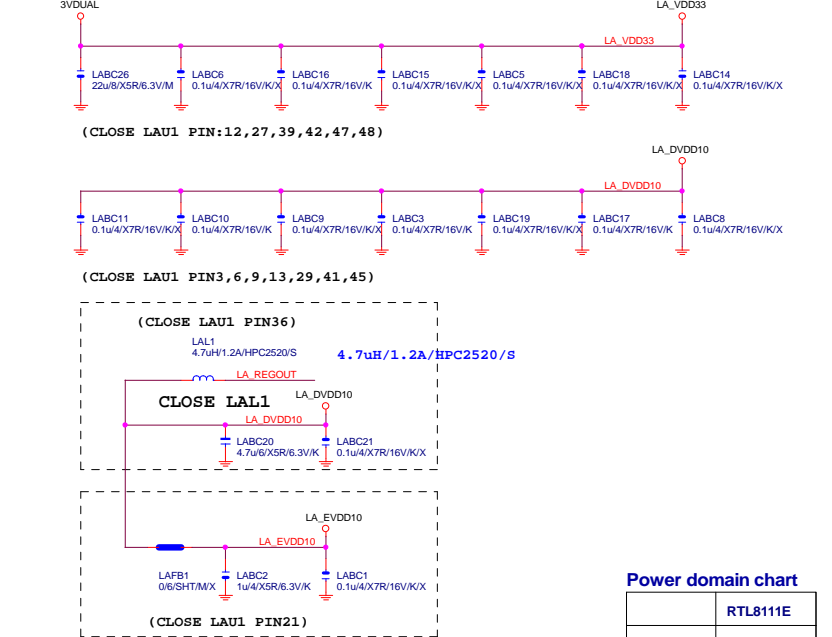 3VDUAL
LA_VDD33
LA_VDD33
LABC26
22u/8/X5R/6.3V/M
LABC6
0.1u/4/X7R/16V/K/X
LABC16
0.1u/4/X7R/16V/K
LABC15
0.1u/4/X7R/16V/K/X
LABC5
0.1u/4/X7R/16V/K/X
LABC18
0.1u/4/X7R/16V/K/X
LABC14
0.1u/4/X7R/16V/K/X
(CLOSE LAU1 PIN:12,27,39,42,47,48)
LA_DVDD10
LA_DVDD10
LABC11
0.1u/4/X7R/16V/K/X
LABC10
0.1u/4/X7R/16V/K
LABC9
0.1u/4/X7R/16V/K/X
LABC3
0.1u/4/X7R/16V/K
LABC19
0.1u/4/X7R/16V/K/X
LABC17
0.1u/4/X7R/16V/K
LABC8
0.1u/4/X7R/16V/K/X
(CLOSE LAU1 PIN3,6,9,13,29,41,45)
(CLOSE LAU1 PIN36)
LAL1
4.7uH/1.2A/HPC2520/S
4.7uH/1.2A/HPC2520/S
LA_REGOUT
CLOSE LAL1
LA_DVDD10
LA_DVDD10
LABC20
4.7u/6/X5R/6.3V/K
LABC21
0.1u/4/X7R/16V/K/X
LA_EVDD10
LA_EVDD10
LAFB1
0/6/SHT/M/X
LABC2
1u/4/X5R/6.3V/K
LABC1
0.1u/4/X7R/16V/K/X
(CLOSE LAU1 PIN21)
Power domain chart
RTL8111E